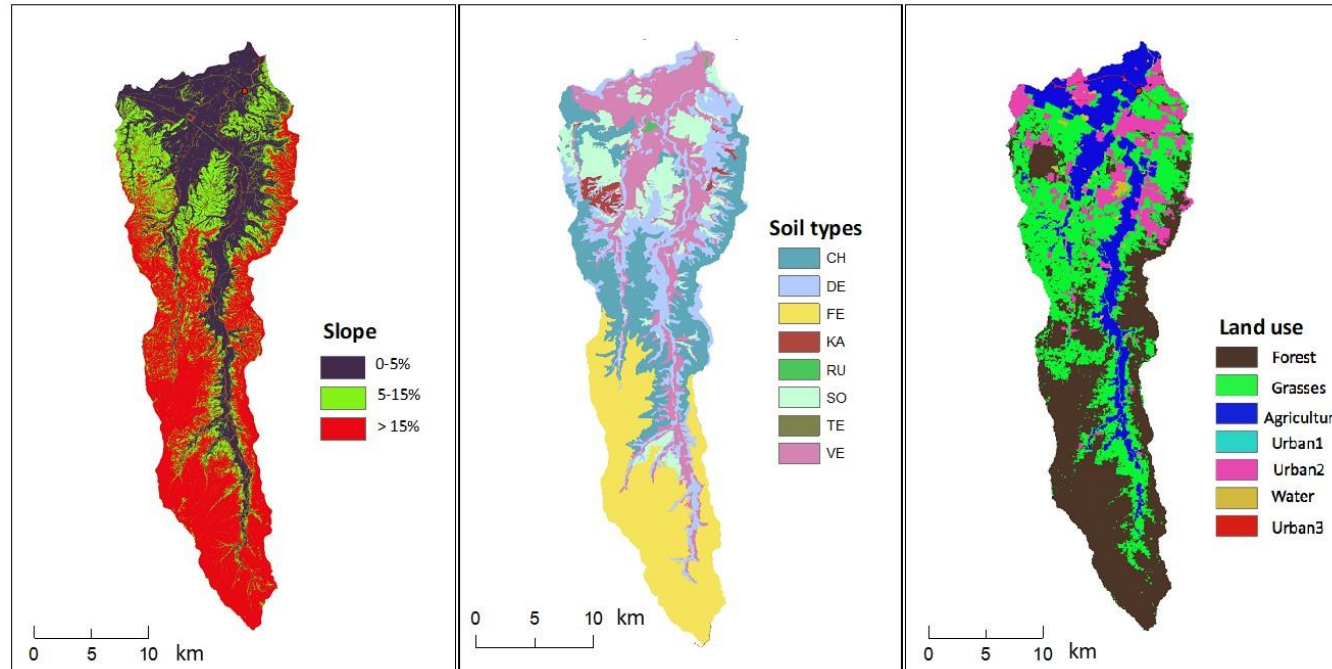 Slope
0-5%
5-15%
> 15%
0 5 10 km
Soil types
CH
DE
FE
KA
RU
SO
TE
VE
0 5 10 km
Land use
Forest
Grasses
Agricultur
Urban1
Urban2
Water
Urban3
0 5 10 km